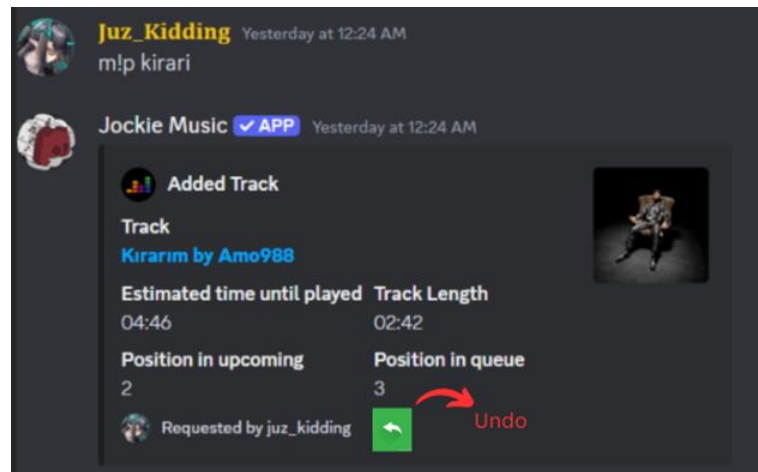 Juz_Kidding Yesterday at 12:24 AM
m!p kirari
Jockie Music ✓ APP Yesterday at 12:24 AM
Added Track
Track
Kırarım by Amo988
Estimated time until played Track Length
04:46 02:42
Position in upcoming Position in queue
2 3
Requested by juz_kidding Undo